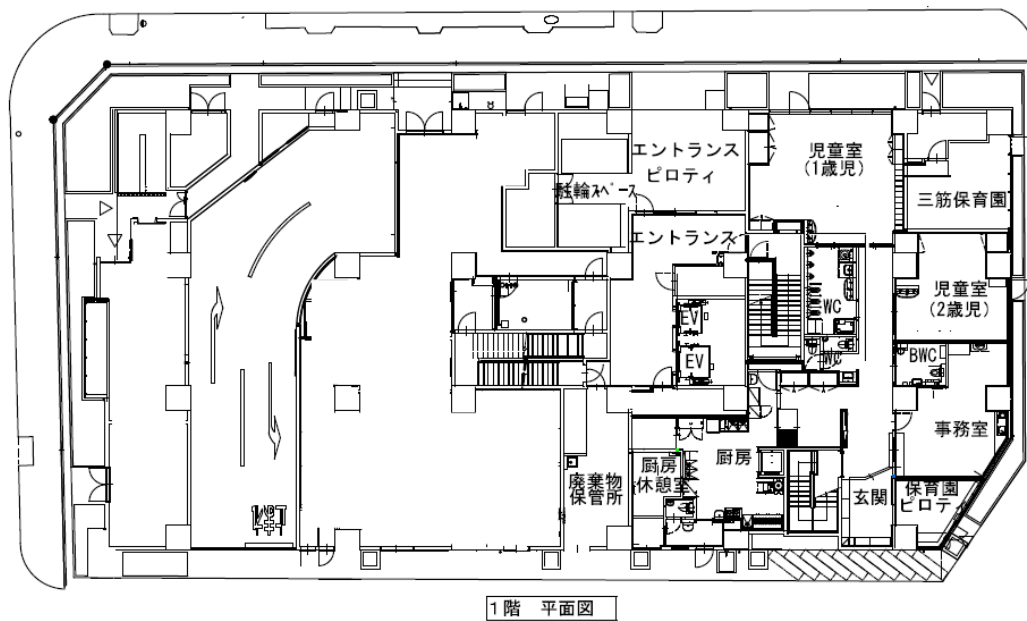 エントランス
ピロティ
児童室
(1歳児)
駐輪スペース
三筋保育園
エントランス
児童室
(2歳児)
WC
EV
EV
WC
BWC
事務室
厨房
厨房
休憩室
廃棄物
保管所
玄関
保育園
ピロティ
1階 平面図